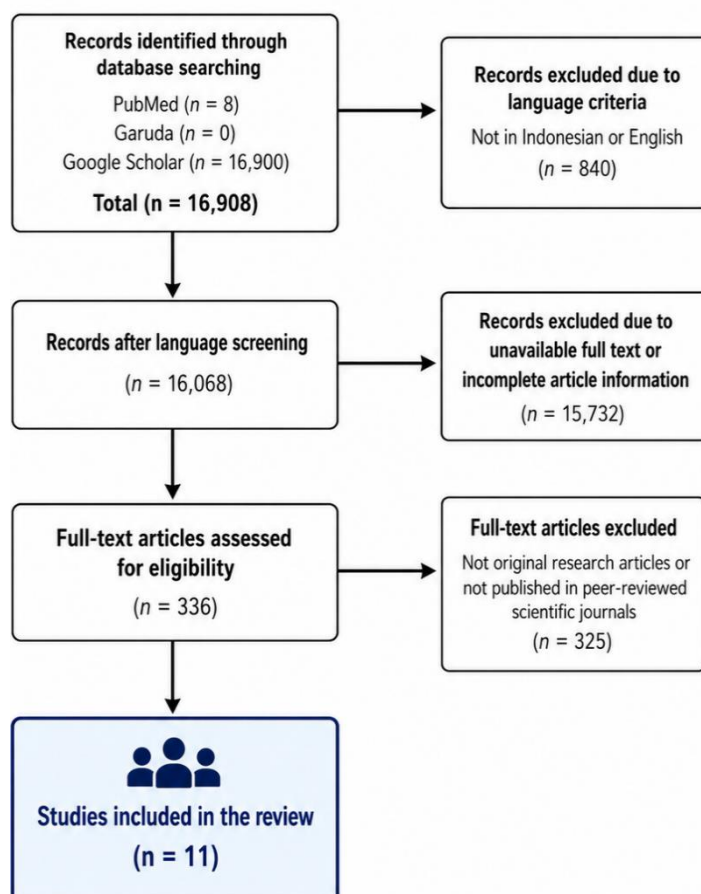 Records identified through
database searching
PubMed (n = 8)
Garuda (n = 0)
Google Scholar (n = 16,900)
Total (n = 16,908)
Records excluded due to
language criteria
Not in Indonesian or English
(n = 840)
Records after language screening
(n = 16,068)
Records excluded due to
unavailable full text or
incomplete article information
(n = 15,732)
Full-text articles assessed
for eligibility
(n = 336)
Full-text articles excluded
Not original research articles or
not published in peer-reviewed
scientific journals
(n = 325)
Studies included in the review
(n = 11)